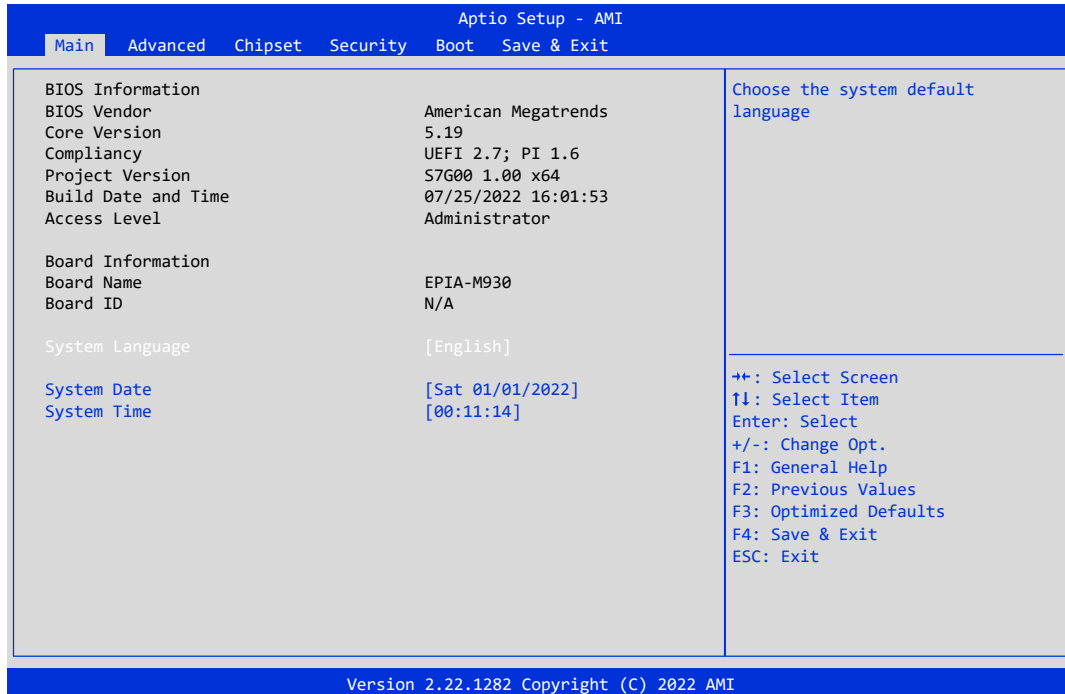 Aptio Setup - AMI
Main Advanced Chipset Security Boot Save & Exit
BIOS Information
BIOS Vendor American Megatrends
Core Version 5.19
Compliancy UEFI 2.7; PI 1.6
Project Version S7G00 1.00 x64
Build Date and Time 07/25/2022 16:01:53
Access Level Administrator
Board Information
Board Name EPIA-M930
Board ID N/A
System Language [English]
System Date [Sat 01/01/2022]
System Time [00:11:14]
Choose the system default
language
→←: Select Screen
↑↓: Select Item
Enter: Select
+/-: Change Opt.
F1: General Help
F2: Previous Values
F3: Optimized Defaults
F4: Save & Exit
ESC: Exit
Version 2.22.1282 Copyright (C) 2022 AMI